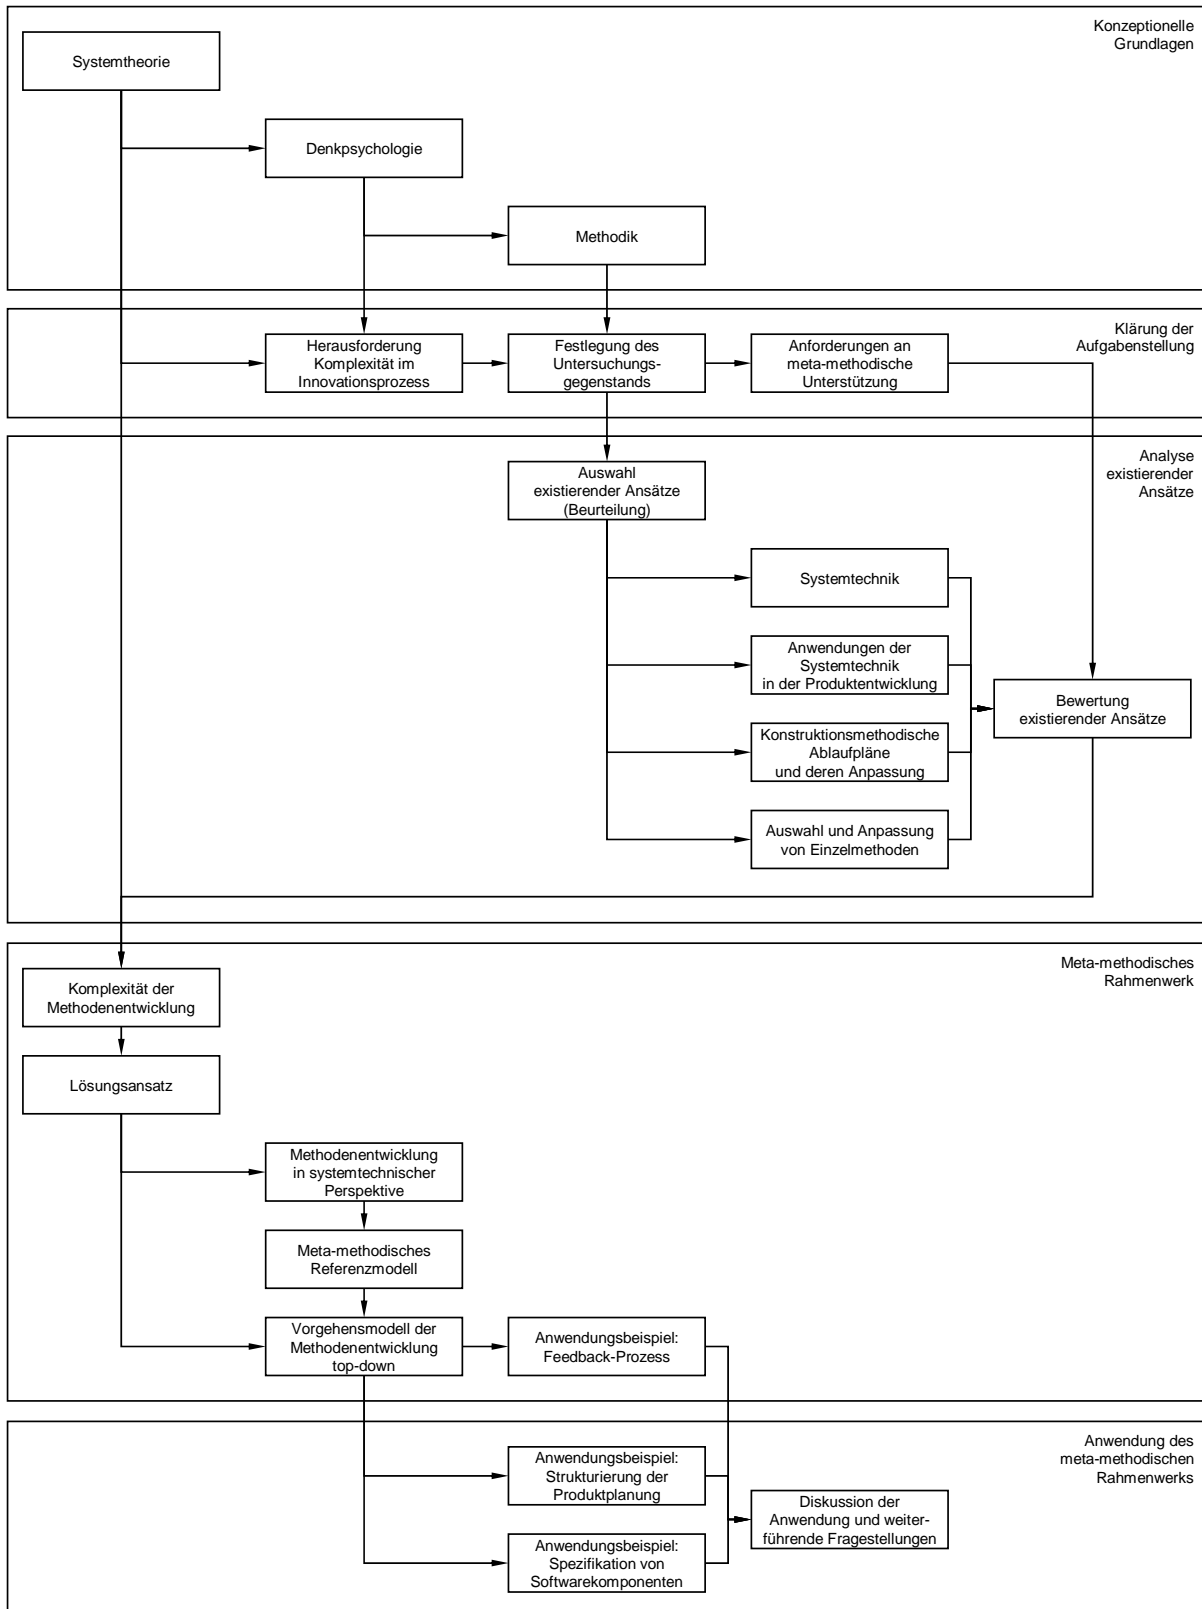 Konzeptionelle
Grundlagen
Systemtheorie
Denkpsychologie
Methodik
Klärung der
Aufgabenstellung
Herausforderung
Komplexität im
Innovationsprozess
Festlegung des
Untersuchungs-
gegenstands
Anforderungen an
meta-methodische
Unterstützung
Analyse
existierender
Ansätze
Auswahl
existierender Ansätze
(Beurteilung)
Systemtechnik
Anwendungen der
Systemtechnik
in der Produktentwicklung
Bewertung
existierender Ansätze
Konstruktionsmethodische
Ablaufpläne
und deren Anpassung
Auswahl und Anpassung
von Einzelmethoden
Meta-methodisches
Rahmenwerk
Komplexität der
Methodenentwicklung
Lösungsansatz
Methodenentwicklung
in systemtechnischer
Perspektive
Meta-methodisches
Referenzmodell
Vorgehensmodell der
Methodenentwicklung
top-down
Anwendungsbeispiel:
Feedback-Prozess
Anwendung des
meta-methodischen
Rahmenwerks
Anwendungsbeispiel:
Strukturierung der
Produktplanung
Diskussion der
Anwendung und weiter-
führende Fragestellungen
Anwendungsbeispiel:
Spezifikation von
Softwarekomponenten